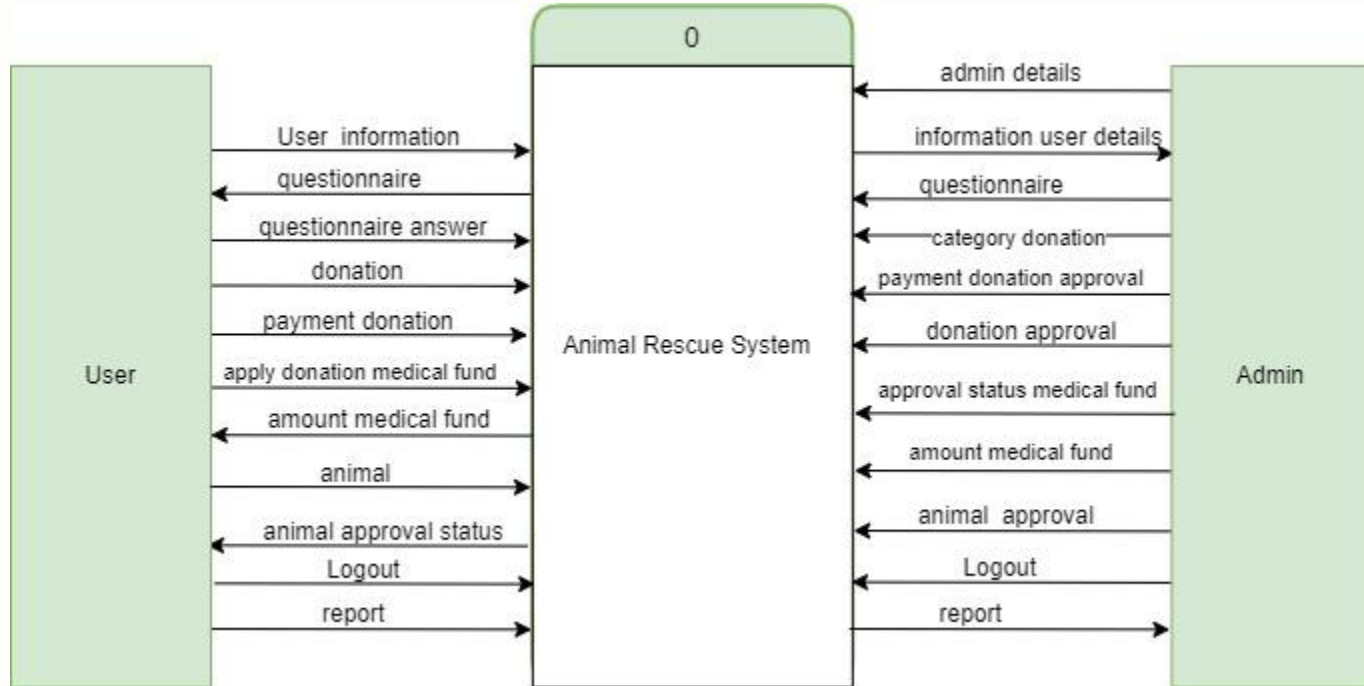 0
User
User information
questionnaire
questionnaire answer
donation
payment donation
apply donation medical fund
amount medical fund
animal
animal approval status
Logout
report
Animal Rescue System
admin details
information user details
questionnaire
category donation
payment donation approval
donation approval
approval status medical fund
amount medical fund
animal approval
Logout
report
Admin